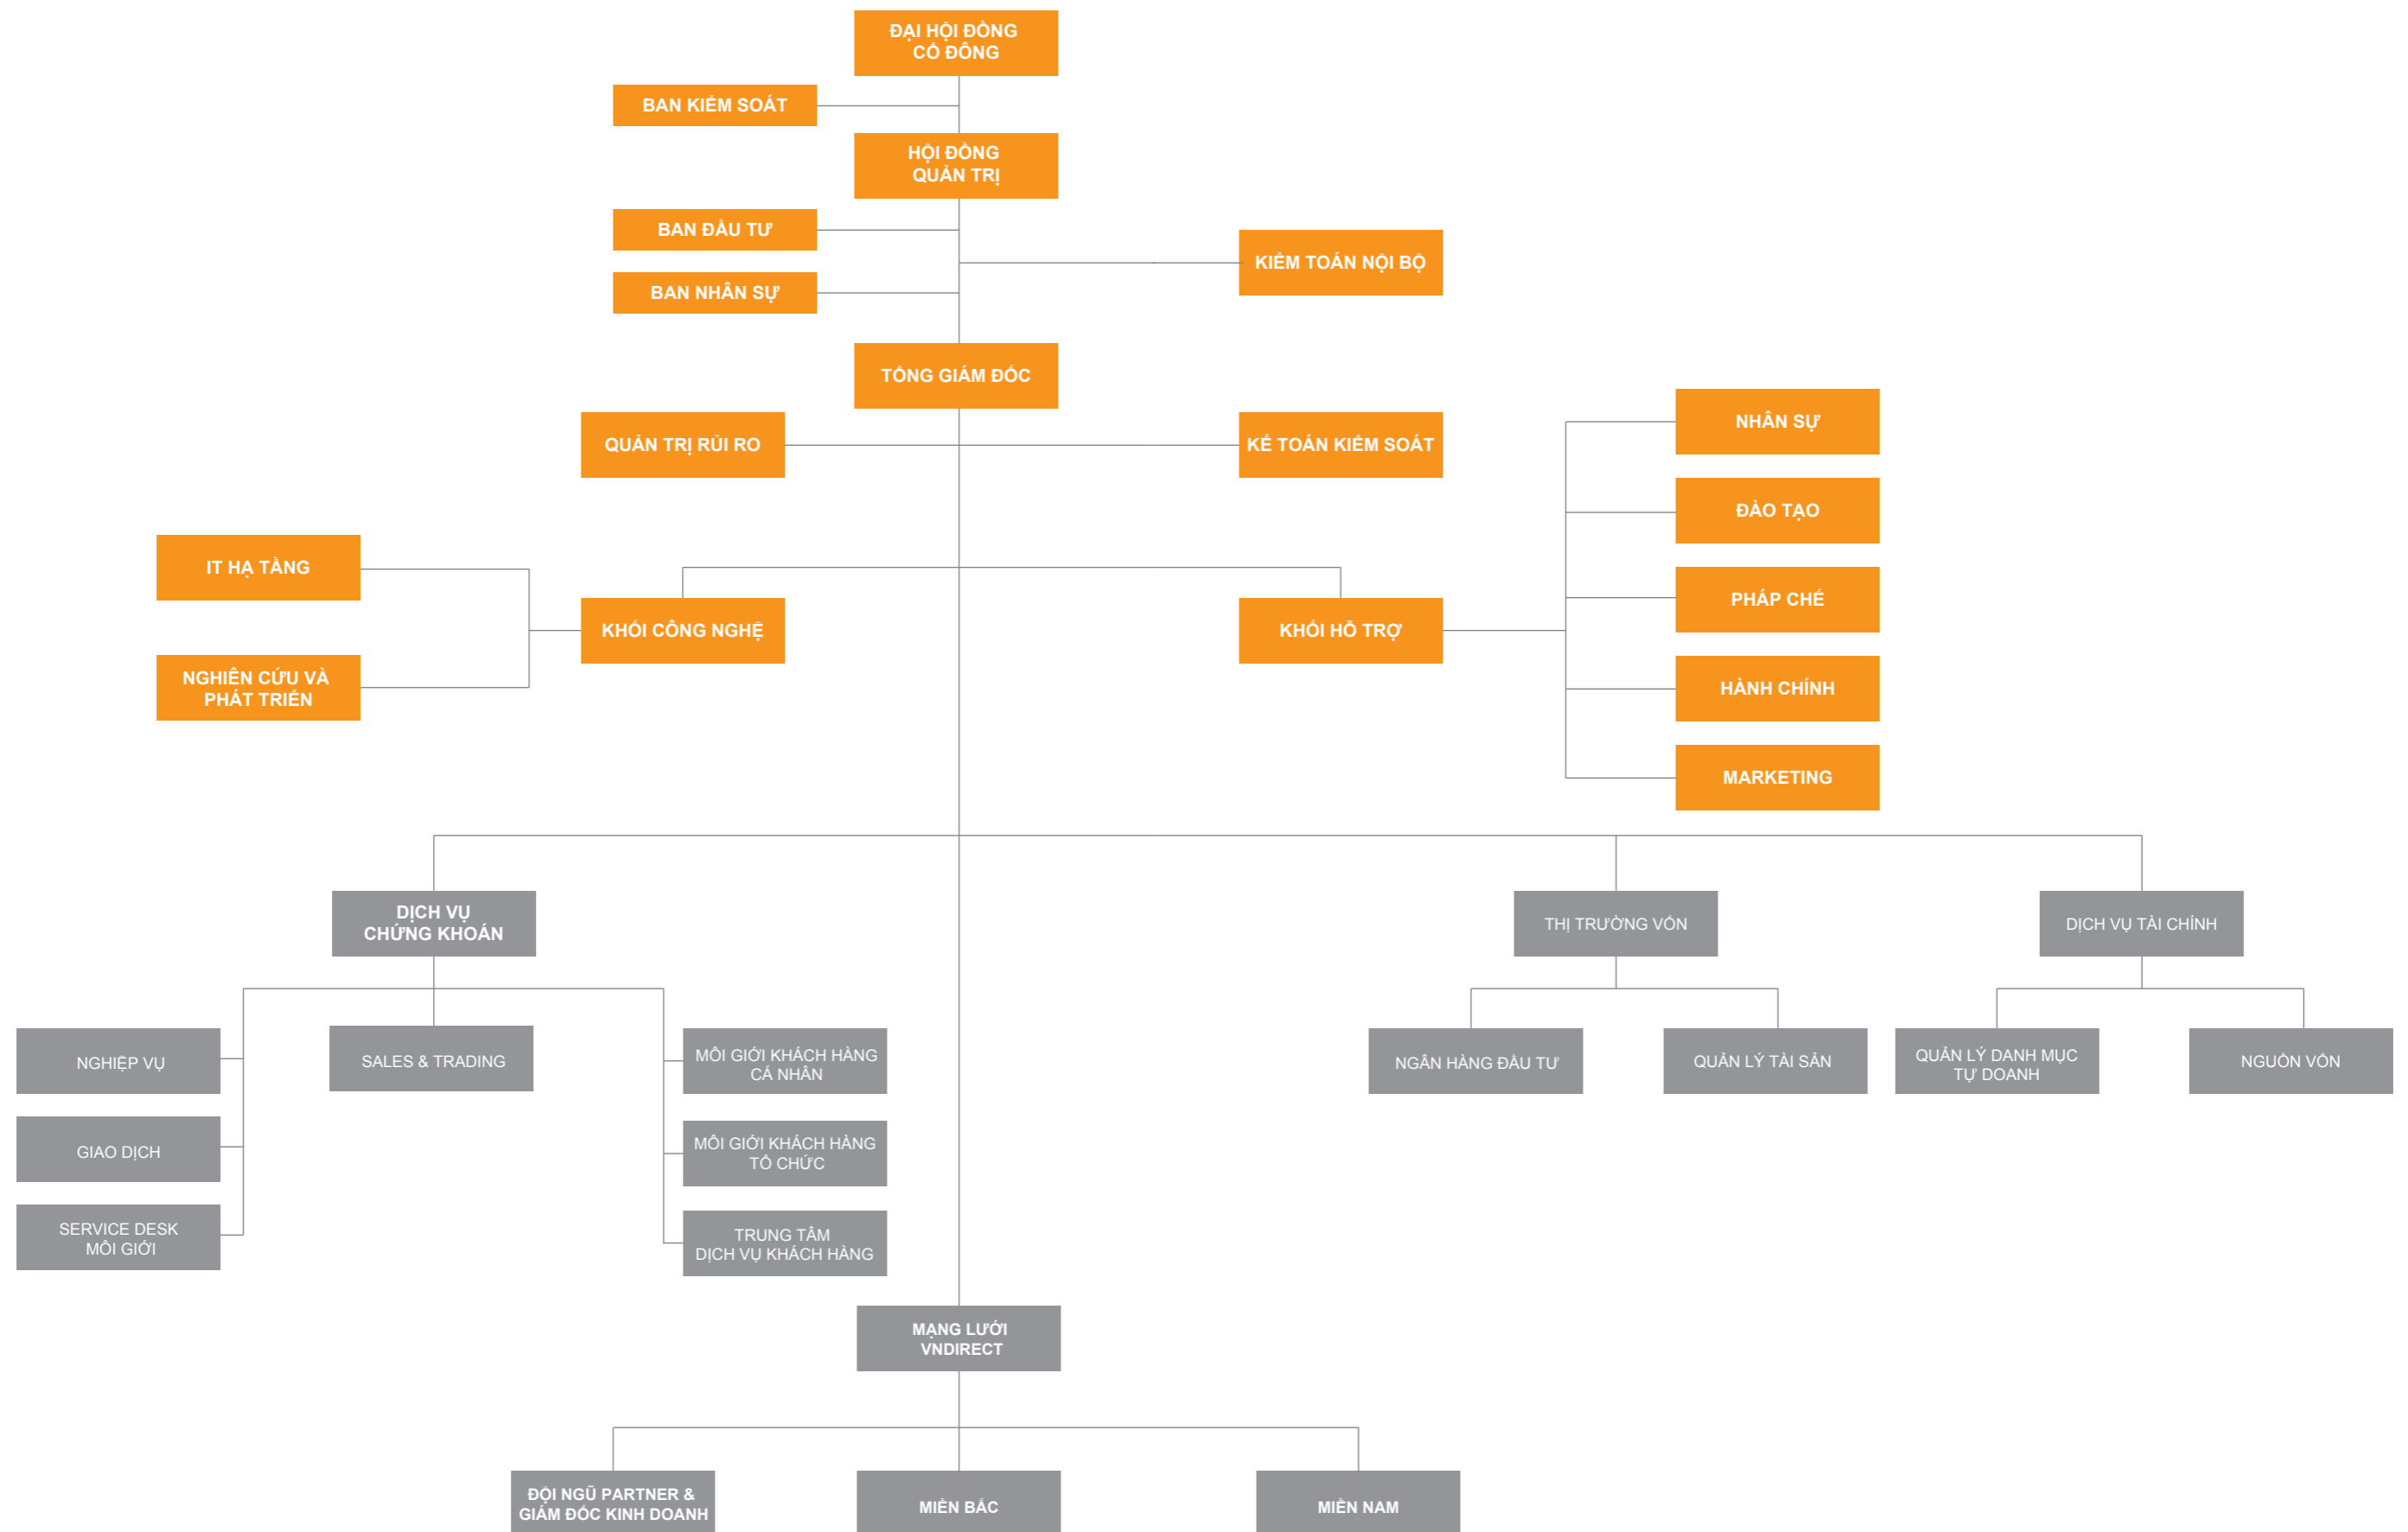 ĐẠI HỘI ĐỒNG
CỔ ĐÔNG
BAN KIỂM SOÁT
HỘI ĐỒNG
QUẢN TRỊ
BAN ĐẦU TƯ
KIỂM TOÁN NỘI BỘ
BAN NHÂN SỰ
TỔNG GIÁM ĐỐC
NHÂN SỰ
QUẢN TRỊ RỦI RO
KẾ TOÁN KIỂM SOÁT
ĐÀO TẠO
IT HẠ TẦNG
PHÁP CHẾ
KHỐI CÔNG NGHỆ
KHỐI HỖ TRỢ
NGHIÊN CỨU VÀ
PHÁT TRIỂN
HÀNH CHÍNH
MARKETING
DỊCH VỤ
CHỨNG KHOÁN
THỊ TRƯỜNG VỐN
DỊCH VỤ TÀI CHÍNH
NGHIỆP VỤ
SALES & TRADING
MÔI GIỚI KHÁCH HÀNG
CÁ NHÂN
NGÂN HÀNG ĐẦU TƯ
QUẢN LÝ TÀI SẢN
QUẢN LÝ DANH MỤC
TỰ DOANH
NGUỒN VỐN
GIAO DỊCH
MÔI GIỚI KHÁCH HÀNG
TỔ CHỨC
SERVICE DESK
MÔI GIỚI
TRUNG TÂM
DỊCH VỤ KHÁCH HÀNG
MẠNG LƯỚI
VNDIRECT
ĐỘI NGŨ PARTNER &
GIÁM ĐỐC KINH DOANH
MIỀN BẮC
MIỀN NAM